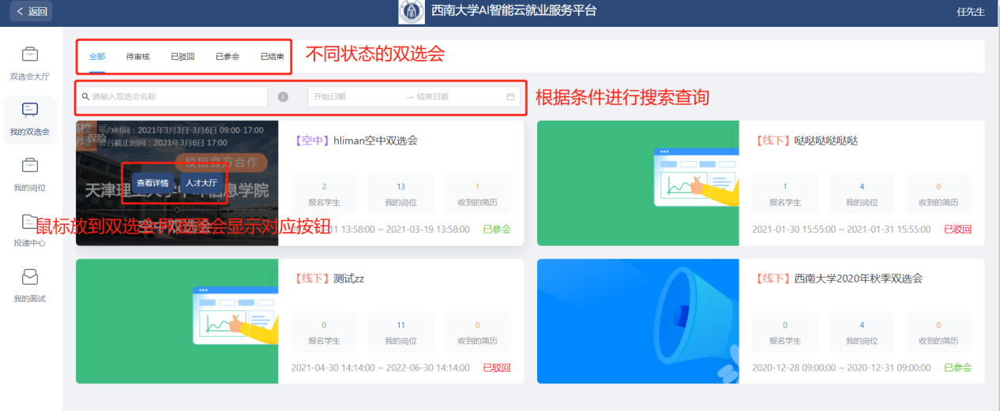 返回
西南大学AI智能云就业服务平台
任先生
双选会大厅
我的双选会
我的岗位
投递中心
我的面试
全部 待审核 已驳回 已参会 已结束
不同状态的双选会
请输入双选会名称
开始日期 → 结束日期
根据条件进行搜索查询
举办时间：2021年3月3日-3月6日 09:00-17:00
保险
报名截止时间：2021年3月6日 17:00
校招官方合作
查看详情 人才大厅
天津理
息学院
空中双选会
鼠标放到双选会
会显示对应按钮
【空中】hliman空中双选会
2 13 1
报名学生 我的岗位 收到的简历
11 13:58:00 ~ 2021-03-19 13:58:00 已参会
【线下】哒哒哒哒哒哒
1 4 0
报名学生 我的岗位 收到的简历
2021-01-30 15:55:00 ~ 2021-01-31 15:55:00 已驳回
【线下】测试zz
0 11 0
报名学生 我的岗位 收到的简历
2021-04-30 14:14:00 ~ 2022-06-30 14:14:00 已驳回
【线下】西南大学2020年秋季双选会
0 4 0
报名学生 我的岗位 收到的简历
2020-12-28 09:00:00 ~ 2020-12-31 09:00:00 已参会